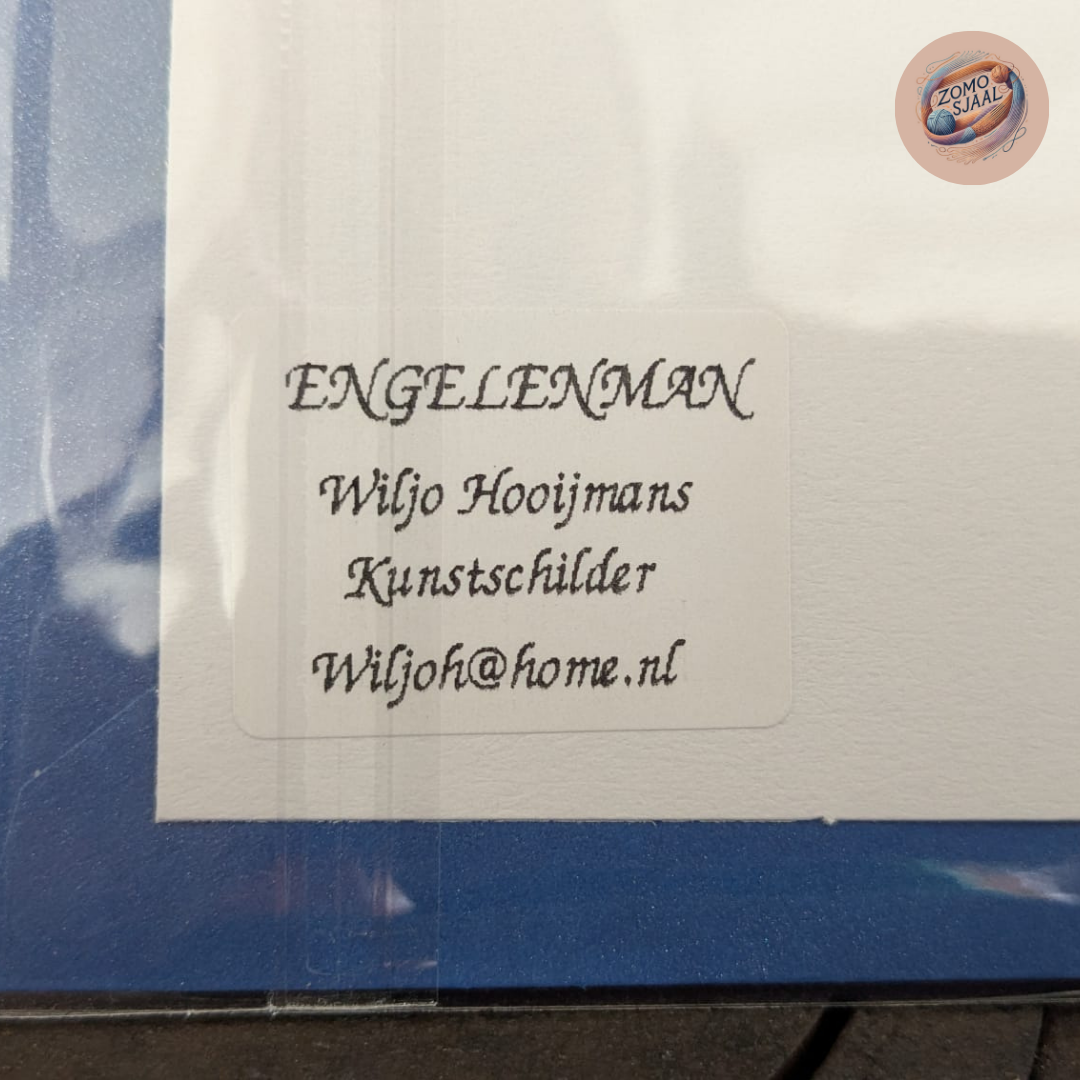 ZOMO
SJAAL
ENGELENMAN
Wiljo Hooijmans
Kunstschilder
Wiljoh@home.nl